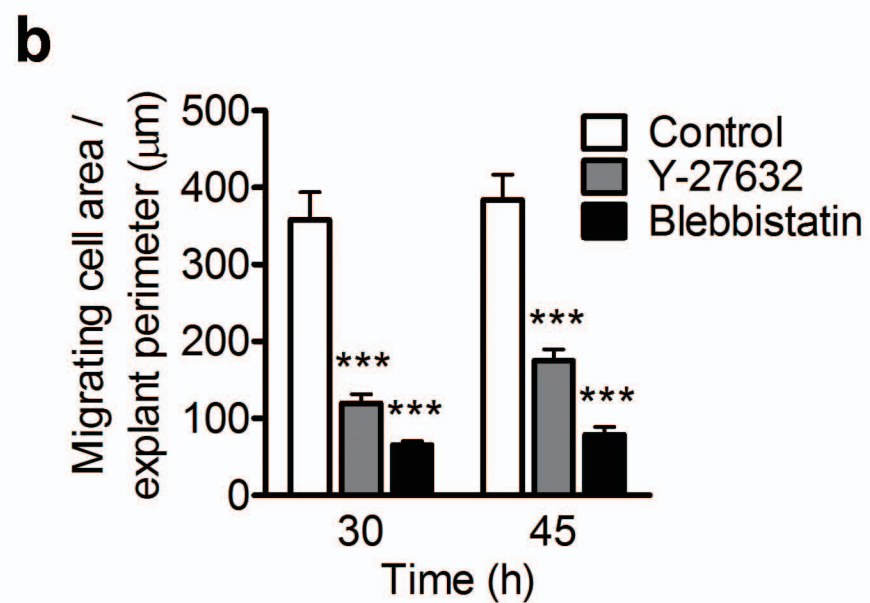 b
Migrating cell area /
explant perimeter (μm)
500
400
300
200
100
0
***
***
***
***
30
45
Time (h)
Control
Y-27632
Blebbistatin